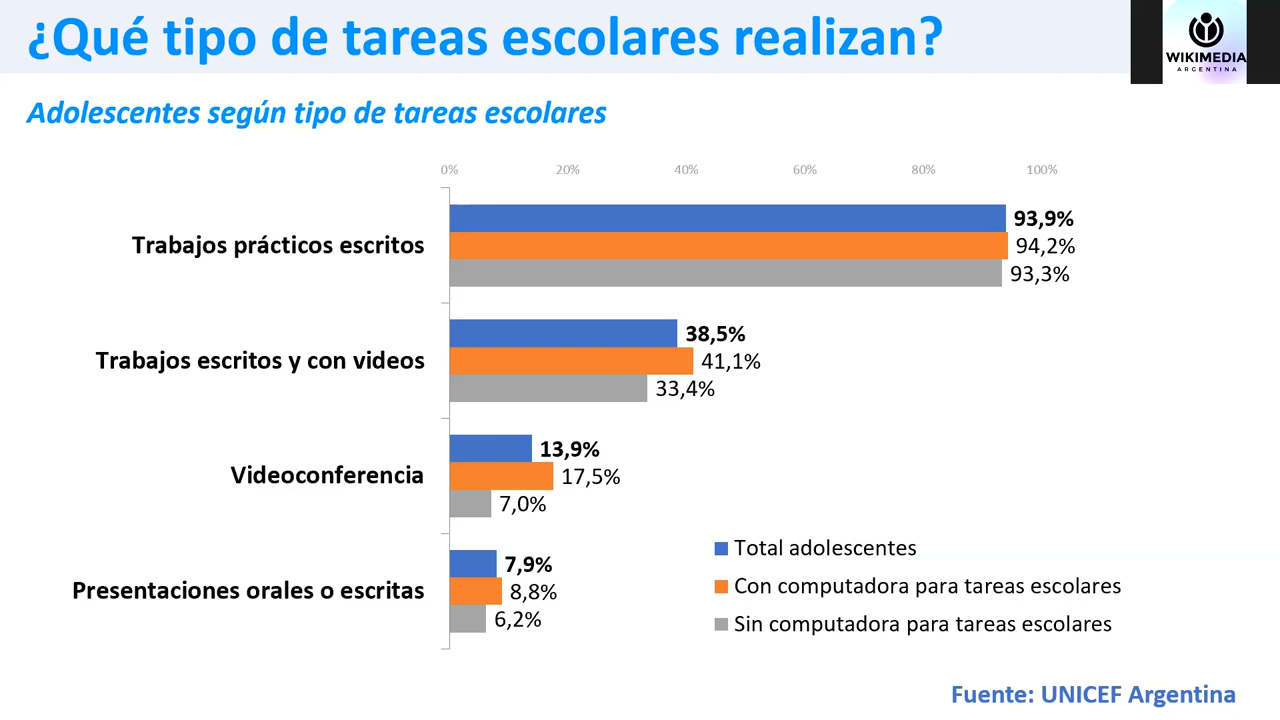 ¿Qué tipo de tareas escolares realizan?
WIKIMEDIA
ARGENTINA
Adolescentes según tipo de tareas escolares
0% 20% 40% 60% 80% 100%
Trabajos prácticos escritos
93,9%
94,2%
93,3%
Trabajos escritos y con videos
38,5%
41,1%
33,4%
Videoconferencia
13,9%
17,5%
7,0%
Presentaciones orales o escritas
7,9%
8,8%
6,2%
Total adolescentes
Con computadora para tareas escolares
Sin computadora para tareas escolares
Fuente: UNICEF Argentina